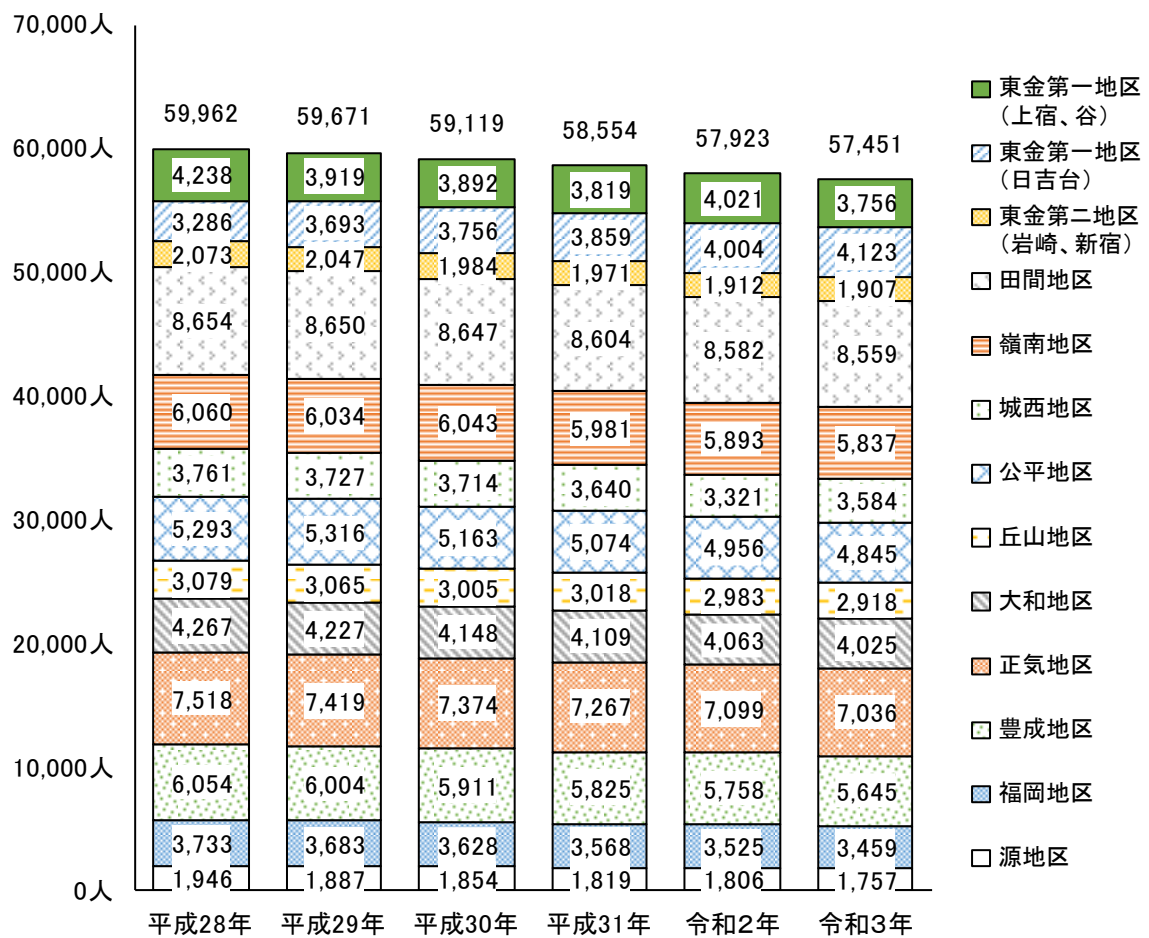 70,000人
60,000人
50,000人
40,000人
30,000人
20,000人
10,000人
0人
59,962
4,238
3,286
2,073
8,654
6,060
3,761
5,293
3,079
4,267
7,518
6,054
3,733
1,946
平成28年
59,671
3,919
3,693
2,047
8,650
6,034
3,727
5,316
3,065
4,227
7,419
6,004
3,683
1,887
平成29年
59,119
3,892
3,756
1,984
8,647
6,043
3,714
5,163
3,005
4,148
7,374
5,911
3,628
1,854
平成30年
58,554
3,819
3,859
1,971
8,604
5,981
3,640
5,074
3,018
4,109
7,267
5,825
3,568
1,819
平成31年
57,923
4,021
4,004
1,912
8,582
5,893
3,321
4,956
2,983
4,063
7,099
5,758
3,525
1,806
令和2年
57,451
3,756
4,123
1,907
8,559
5,837
3,584
4,845
2,918
4,025
7,036
5,645
3,459
1,757
令和3年
東金第一地区
（上宿、谷）
東金第一地区
（日吉台）
東金第二地区
（岩崎、新宿）
田間地区
嶺南地区
城西地区
公平地区
丘山地区
大和地区
正気地区
豊成地区
福岡地区
源地区